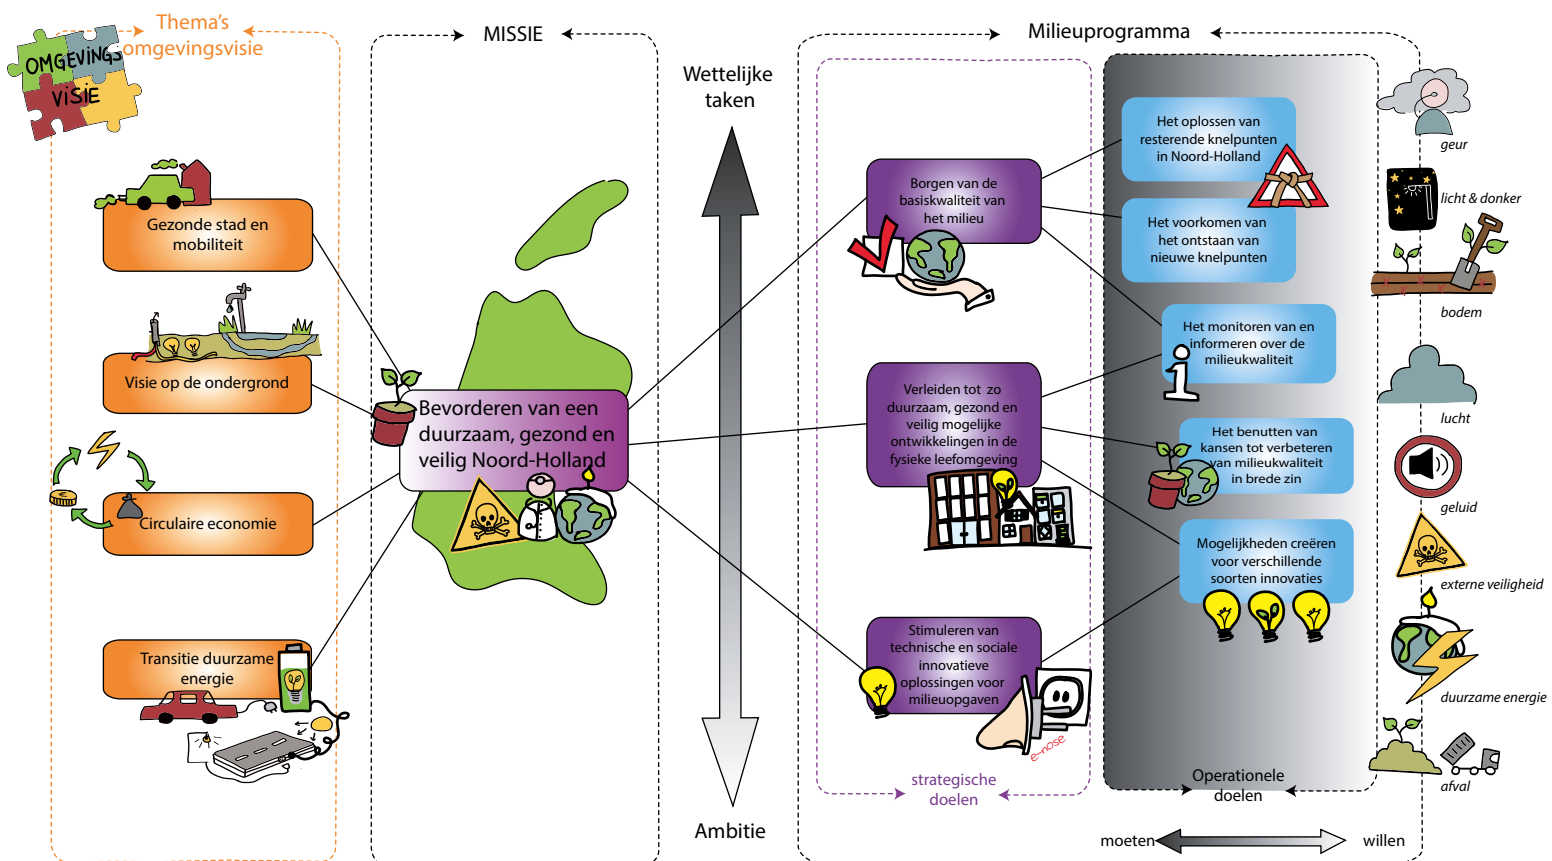 OMGEVINGS
VISIE
Thema's
omgevingsvisie
Gezonde stad en
mobiliteit
Visie op de ondergrond
Circulaire economie
€
Transitie duurzame
energie
MISSIE
Bevorderen van een
duurzaam, gezond en
veilig Noord-Holland
Wettelijke
taken
Ambitie
Milieuprogramma
Borgen van de
basiskwaliteit van
het milieu
Verleiden tot zo
duurzaam, gezond en
veilig mogelijke
ontwikkelingen in de
fysieke leefomgeving
Stimuleren van
technische en sociale
innovatieve
oplossingen voor
milieuopgaven
e-nose
strategische
doelen
Het oplossen van
resterende knelpunten
in Noord-Holland
Het voorkomen van
het ontstaan van
nieuwe knelpunten
Het monitoren van en
informeren over de
milieukwaliteit
i
Het benutten van
kansen tot verbeteren
van milieukwaliteit
in brede zin
Mogelijkheden creëren
voor verschillende
soorten innovaties
Operationele
doelen
moeten
willen
geur
licht & donker
bodem
lucht
geluid
externe veiligheid
duurzame energie
afval